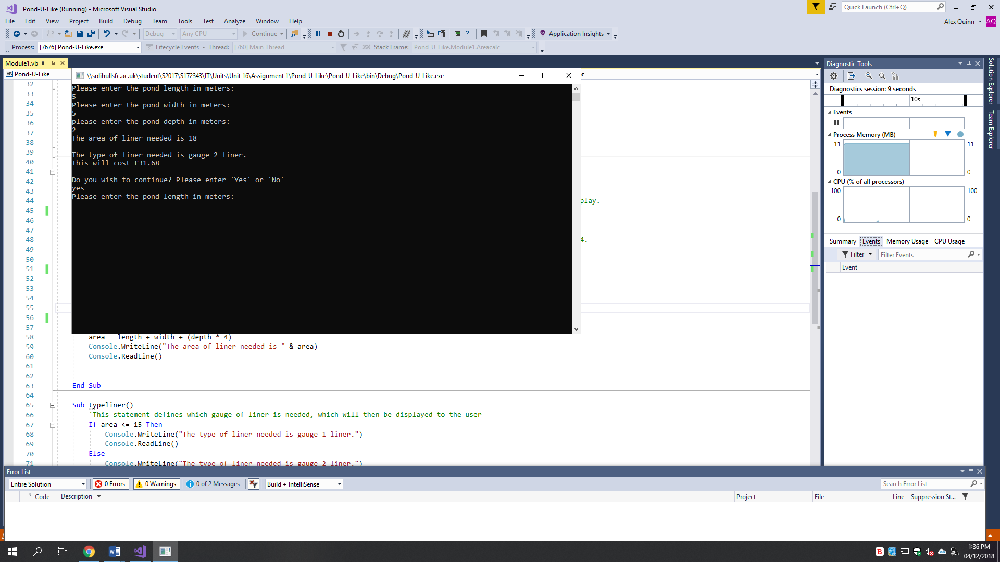 Pond-U-Like (Running) - Microsoft Visual Studio
Quick Launch (Ctrl+Q)
File Edit View Project Build Debug Team Tools Test Analyze Window Help
Alex Quinn AQ
Debug Any CPU Continue Application Insights
Process: [7676] Pond-U-Like.exe Lifecycle Events Thread: [760] Main Thread Stack Frame: Pond_U_Like.Module1.Areacalc
Module1.vb
VB Pond-U-Like
c
\\solihullsfc.ac.uk\student\S2017\S172343\IT\Units\Unit 16\Assignment 1\Pond-U-Like\Pond-U-Like\bin\Debug\Pond-U-Like.exe
Please enter the pond length in meters:
5
Please enter the pond width in meters:
5
please enter the pond depth in meters:
2
The area of liner needed is 18
The type of liner needed is gauge 2 liner.
This will cost £31.68
Do you wish to continue? Please enter 'Yes' or 'No'
yes
Please enter the pond length in meters:
32
33
34
35
36
37
38
39
40
41
42
43
44 play.
45
46
47
48 4.
49
50
51
52
53
54
55
56
57
58 area = length + width + (depth * 4)
59 Console.WriteLine("The area of liner needed is " & area)
60 Console.ReadLine()
61
62
63 End Sub
64
65 Sub typeliner()
66 'This statement defines which gauge of liner is needed, which will then be displayed to the user
67 If area <= 15 Then
68 Console.WriteLine("The type of liner needed is gauge 1 liner.")
69 Console.ReadLine()
70 Else
71 Console.WriteLine("The type of liner needed is gauge 2 liner.")
Diagnostic Tools
Diagnostics session: 9 seconds
10s
Events
Process Memory (MB)
11 11
0 0
CPU (% of all processors)
100 100
0 0
Summary Events Memory Usage CPU Usage
Filter Filter Events
Event
Solution Explorer
Team Explorer
Error List
Entire Solution 0 Errors 0 Warnings 0 of 2 Messages Build + IntelliSense Search Error List
Code Description Project File Line Suppression St...
1:36 PM
04/12/2018